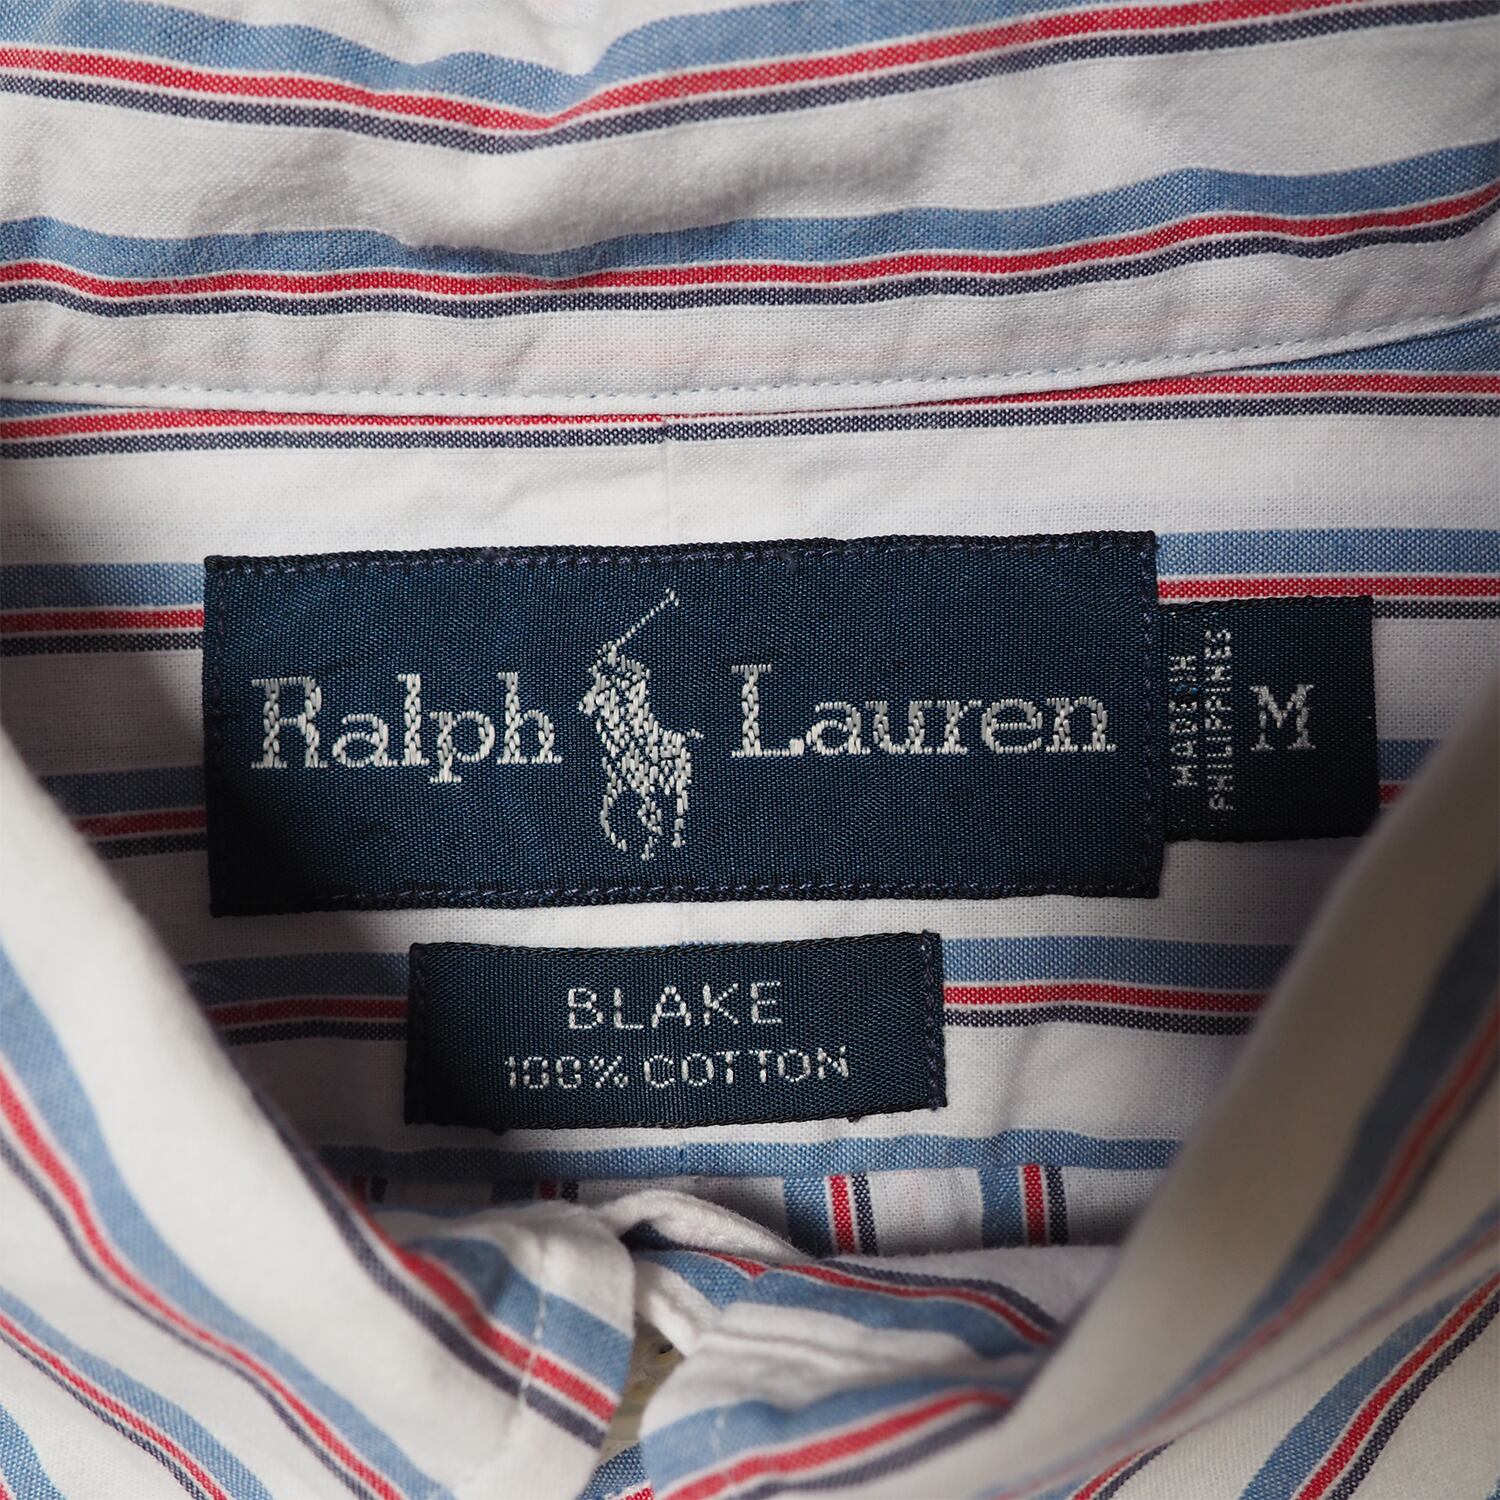 Ralph Lauren
MADE IN
PHILIPPINES
M
BLAKE
100% COTTON